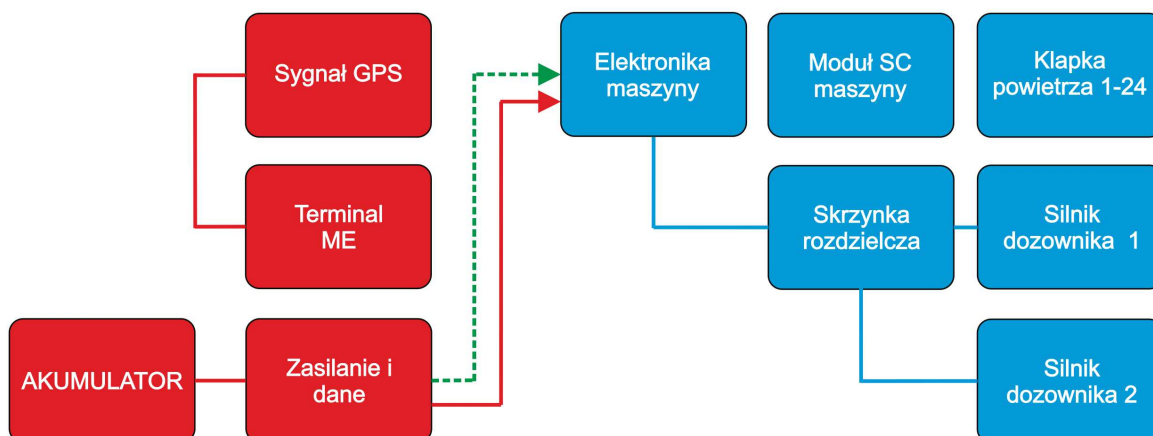 Sygnał GPS
Elektronika
maszyny
Moduł SC
maszyny
Klapka
powietrza 1-24
Terminal
ME
Skrzynka
rozdzielcza
Silnik
dozownika 1
AKUMULATOR
Zasilanie i
dane
Silnik
dozownika 2